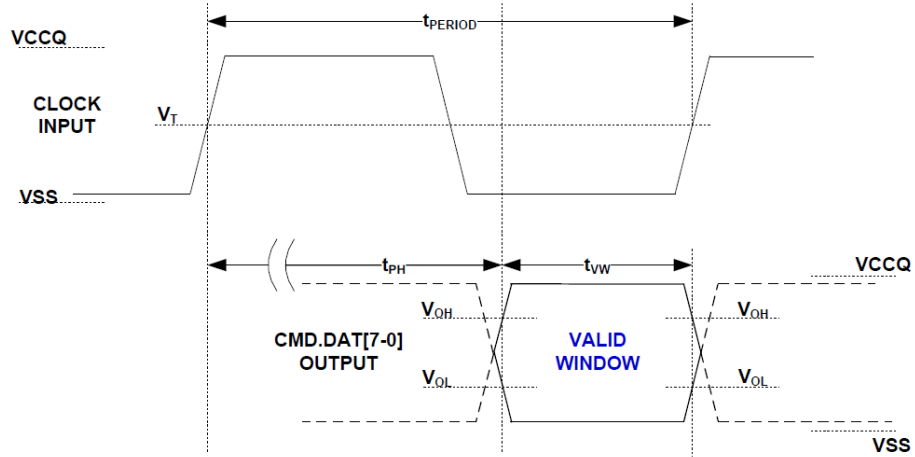 tPERIOD
VCCQ
CLOCK
INPUT
VT
VSS
tPH
tVW
VCCQ
VOH
VOH
CMD.DAT[7-0]
OUTPUT
VALID
WINDOW
VOL
VOL
VSS